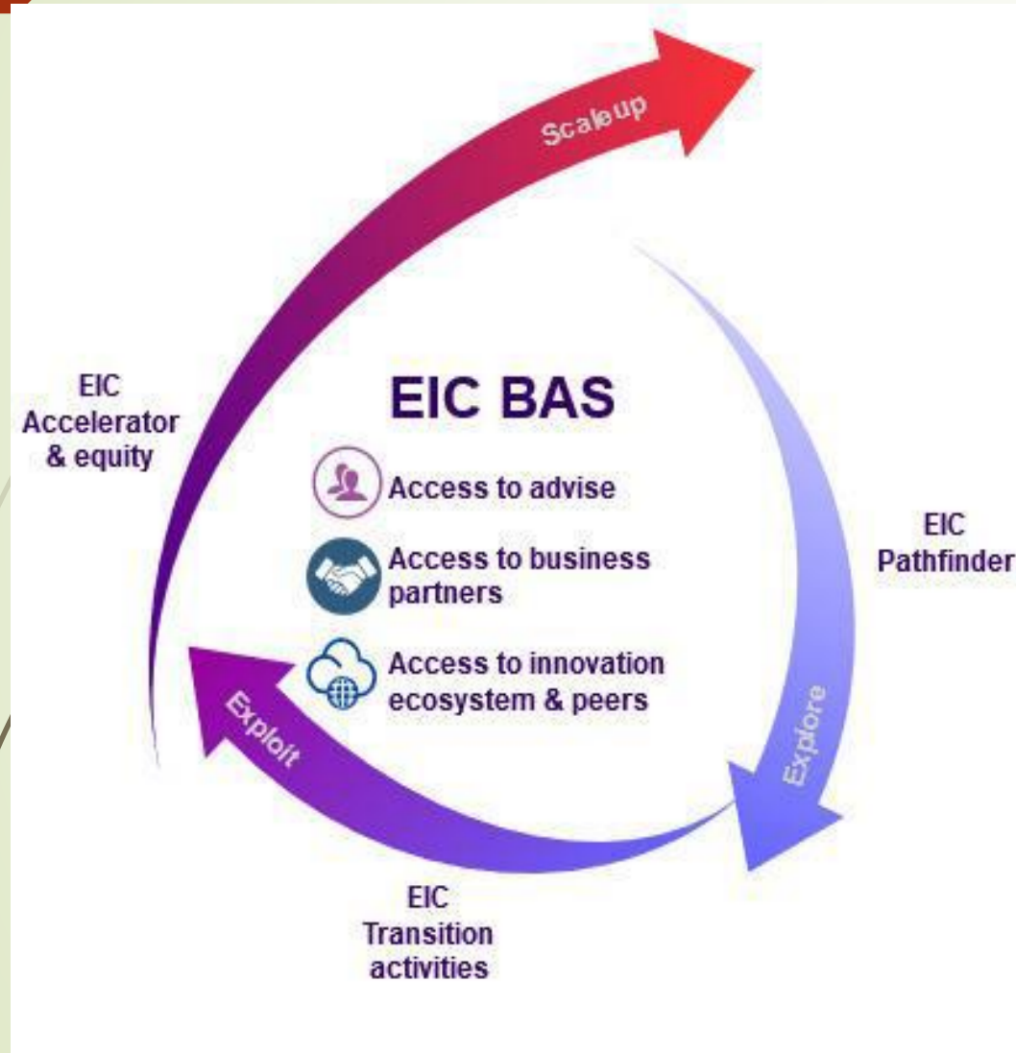 Scaleup
EIC
Accelerator
& equity
EIC BAS
Access to advise
Access to business
partners
Access to innovation
ecosystem & peers
EIC
Pathfinder
Explore
Exploit
EIC
Transition
activities